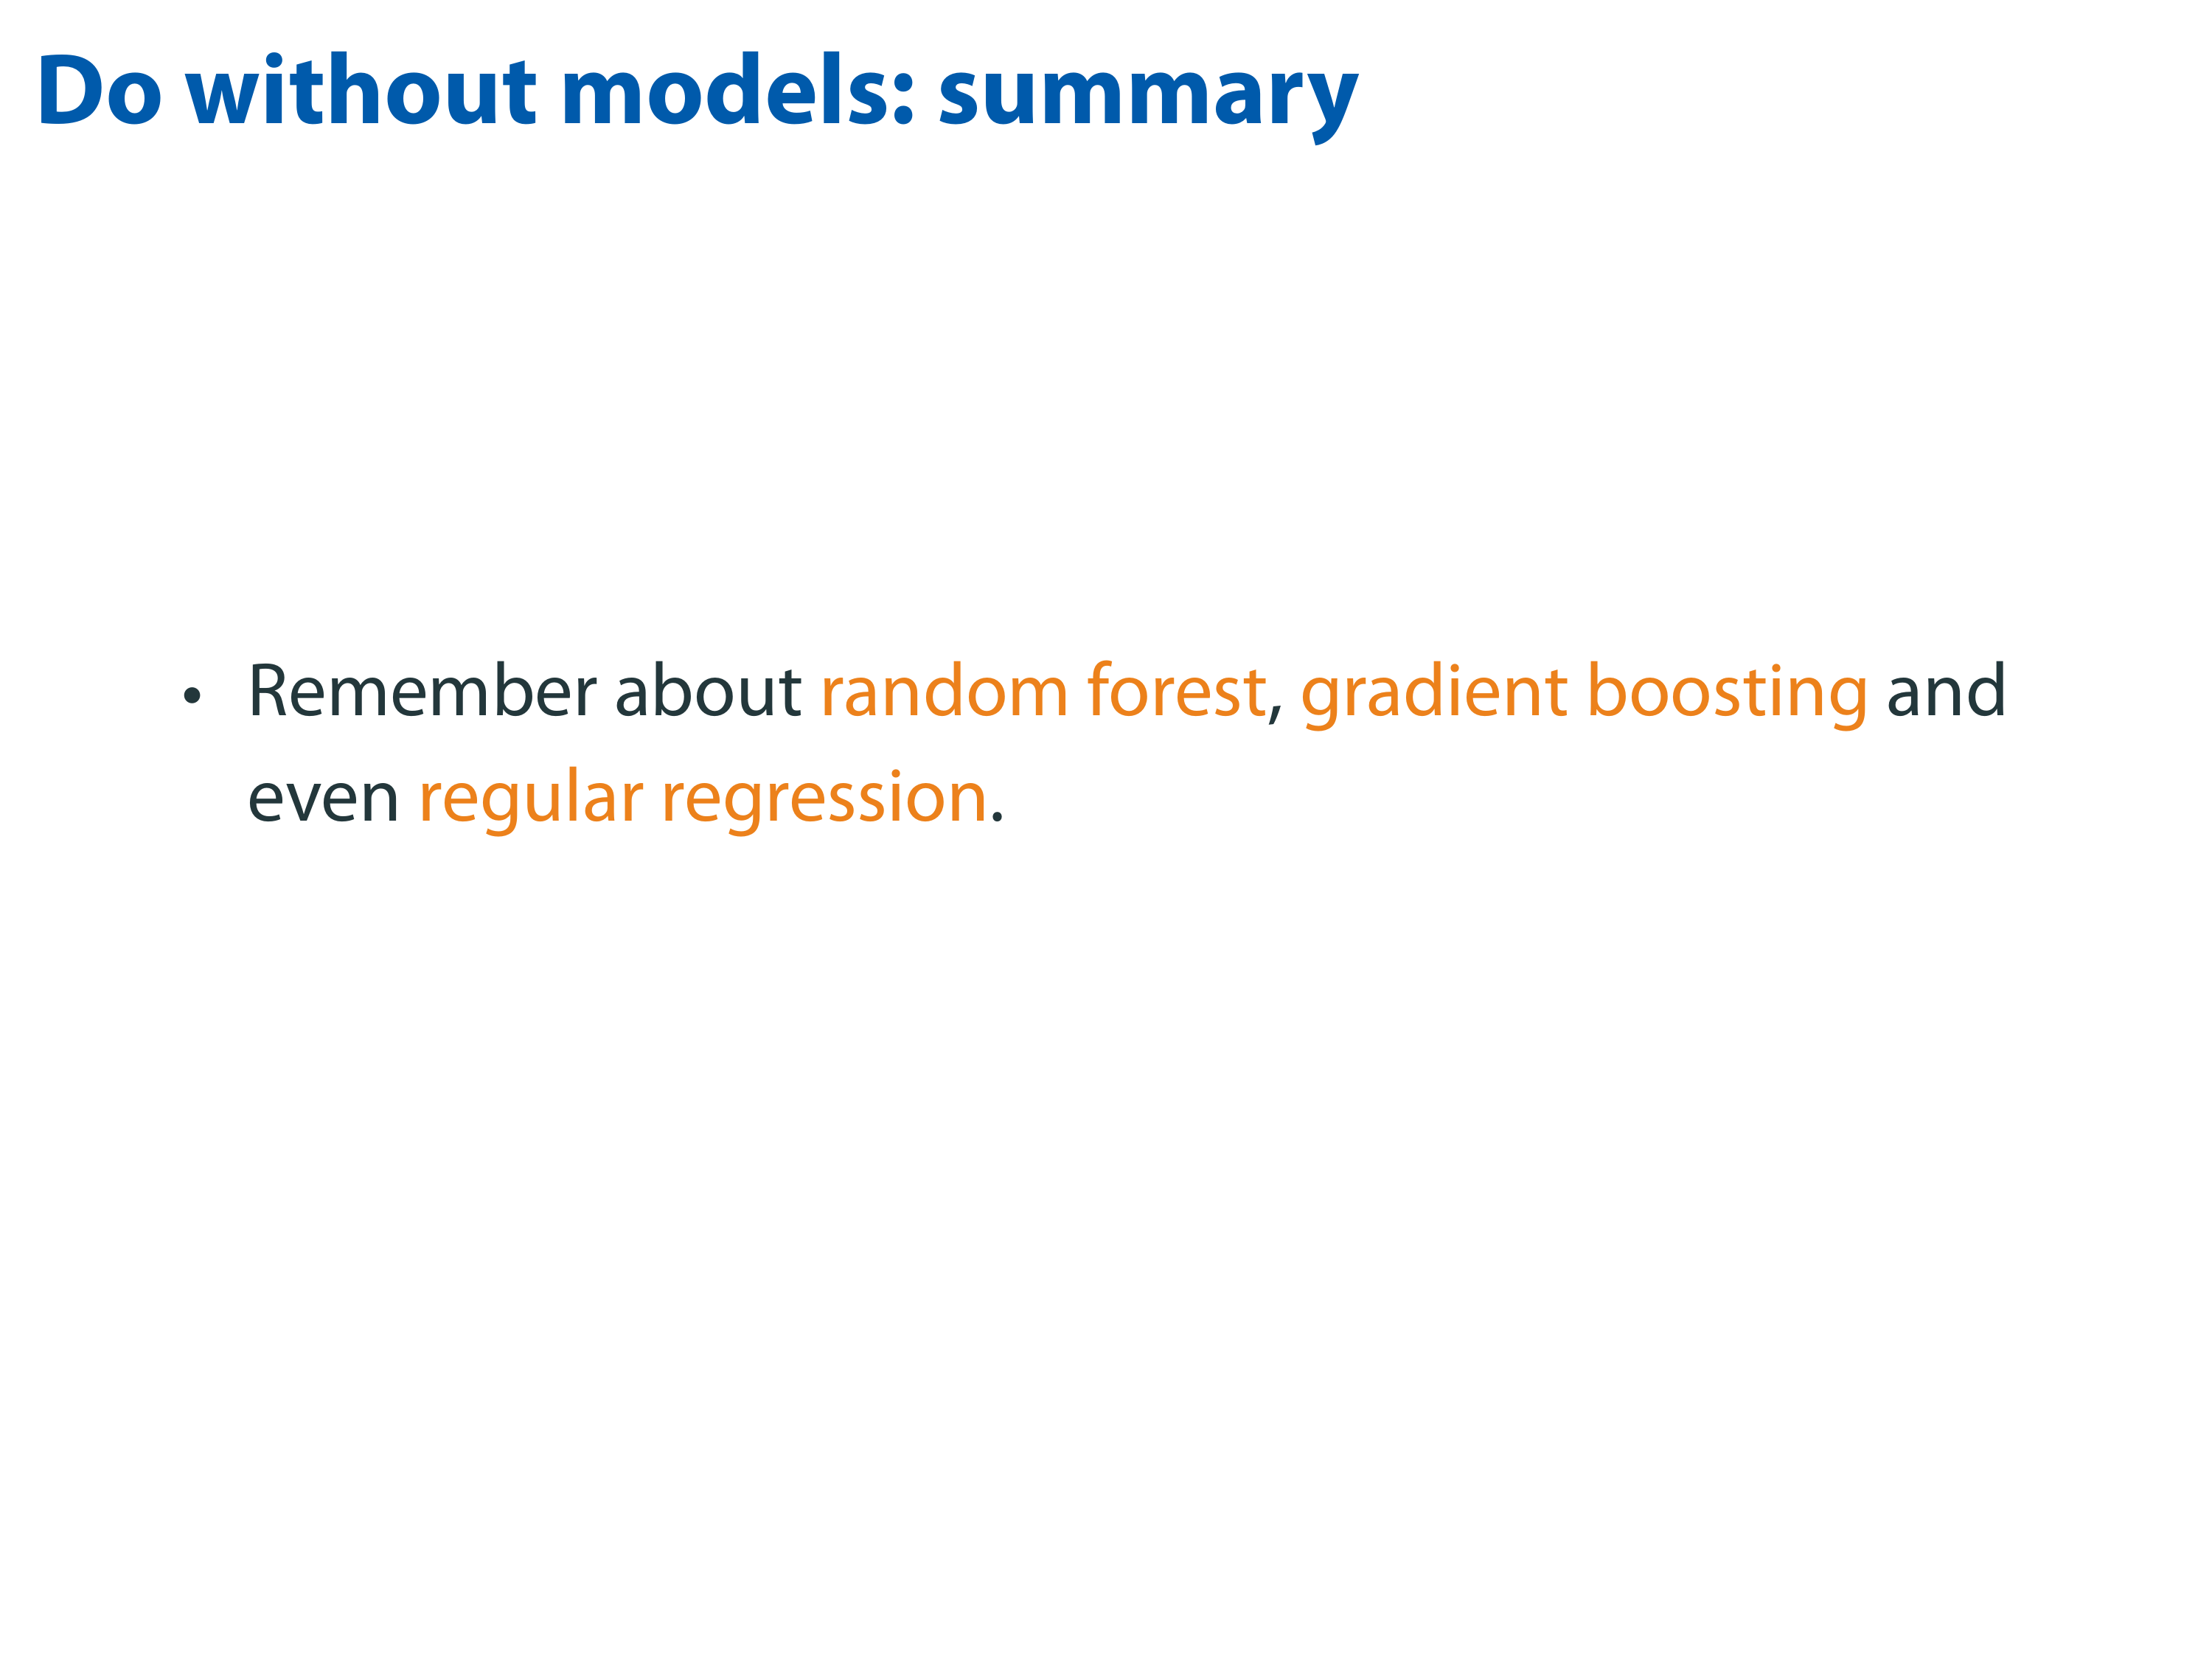 Do without models: summary
• Remember about random forest, gradient boosting and
even regular regression.